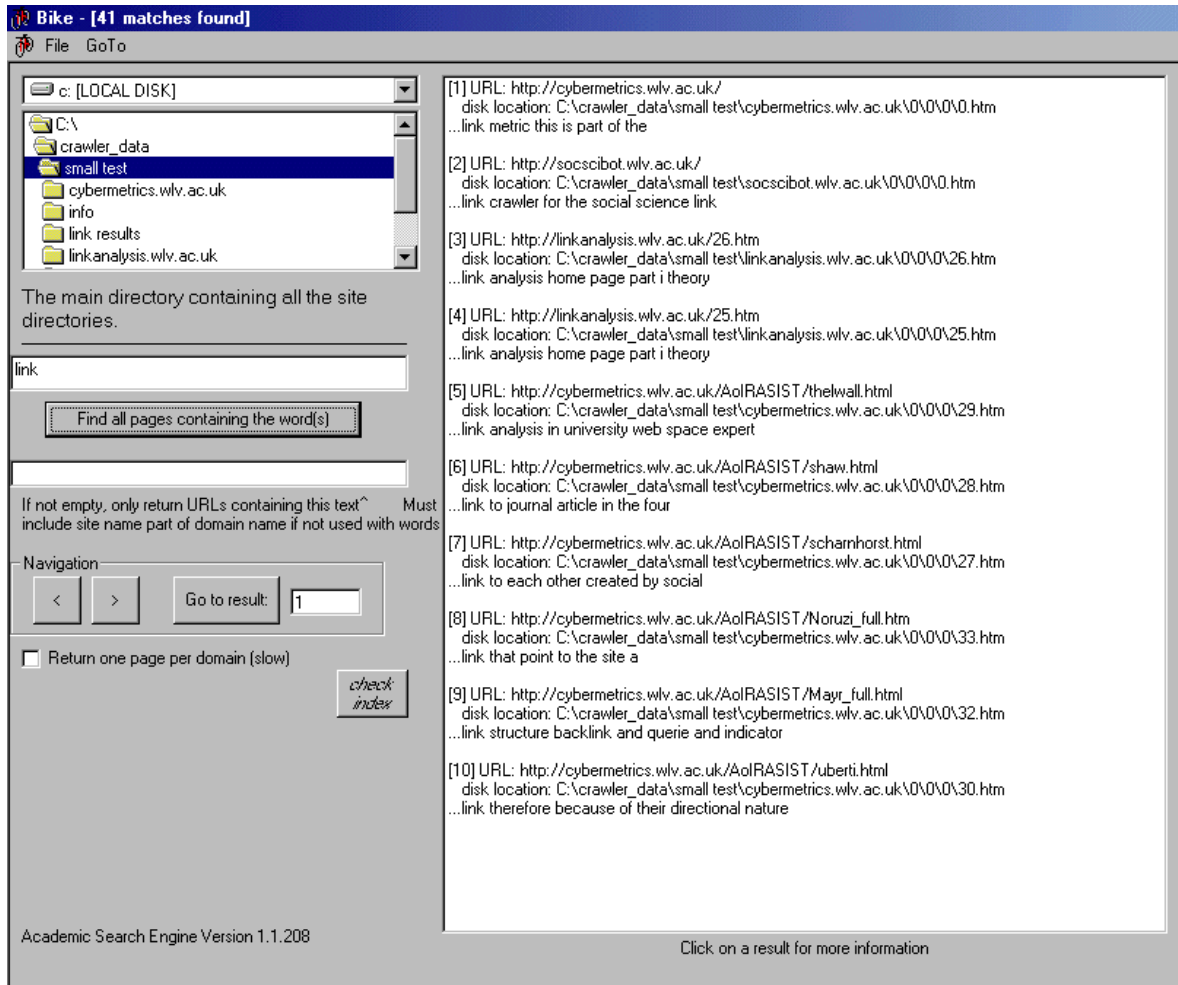 Bike - [41 matches found]
File GoTo
c: [LOCAL DISK]
C:\
crawler_data
small test
cybermetrics.wlv.ac.uk
info
link results
linkanalysis.wlv.ac.uk
The main directory containing all the site
directories.
link
Find all pages containing the word(s)
If not empty, only return URLs containing this text^ Must
include site name part of domain name if not used with words
Navigation
< > Go to result: 1
Return one page per domain (slow)
check
index
Academic Search Engine Version 1.1.208
[1] URL: http://cybermetrics.wlv.ac.uk/
disk location: C:\crawler_data\small test\cybermetrics.wlv.ac.uk\0\0\0\0.htm
...link metric this is part of the
[2] URL: http://socscibot.wlv.ac.uk/
disk location: C:\crawler_data\small test\socscibot.wlv.ac.uk\0\0\0\0.htm
...link crawler for the social science link
[3] URL: http://linkanalysis.wlv.ac.uk/26.htm
disk location: C:\crawler_data\small test\linkanalysis.wlv.ac.uk\0\0\0\26.htm
...link analysis home page part i theory
[4] URL: http://linkanalysis.wlv.ac.uk/25.htm
disk location: C:\crawler_data\small test\linkanalysis.wlv.ac.uk\0\0\0\25.htm
...link analysis home page part i theory
[5] URL: http://cybermetrics.wlv.ac.uk/AoIRASIST/thelwall.html
disk location: C:\crawler_data\small test\cybermetrics.wlv.ac.uk\0\0\0\29.htm
...link analysis in university web space expert
[6] URL: http://cybermetrics.wlv.ac.uk/AoIRASIST/shaw.html
disk location: C:\crawler_data\small test\cybermetrics.wlv.ac.uk\0\0\0\28.htm
...link to journal article in the four
[7] URL: http://cybermetrics.wlv.ac.uk/AoIRASIST/scharnhorst.html
disk location: C:\crawler_data\small test\cybermetrics.wlv.ac.uk\0\0\0\27.htm
...link to each other created by social
[8] URL: http://cybermetrics.wlv.ac.uk/AoIRASIST/Noruzi_full.htm
disk location: C:\crawler_data\small test\cybermetrics.wlv.ac.uk\0\0\0\33.htm
...link that point to the site a
[9] URL: http://cybermetrics.wlv.ac.uk/AoIRASIST/Mayr_full.html
disk location: C:\crawler_data\small test\cybermetrics.wlv.ac.uk\0\0\0\32.htm
...link structure backlink and querie and indicator
[10] URL: http://cybermetrics.wlv.ac.uk/AoIRASIST/uberti.html
disk location: C:\crawler_data\small test\cybermetrics.wlv.ac.uk\0\0\0\30.htm
...link therefore because of their directional nature
Click on a result for more information